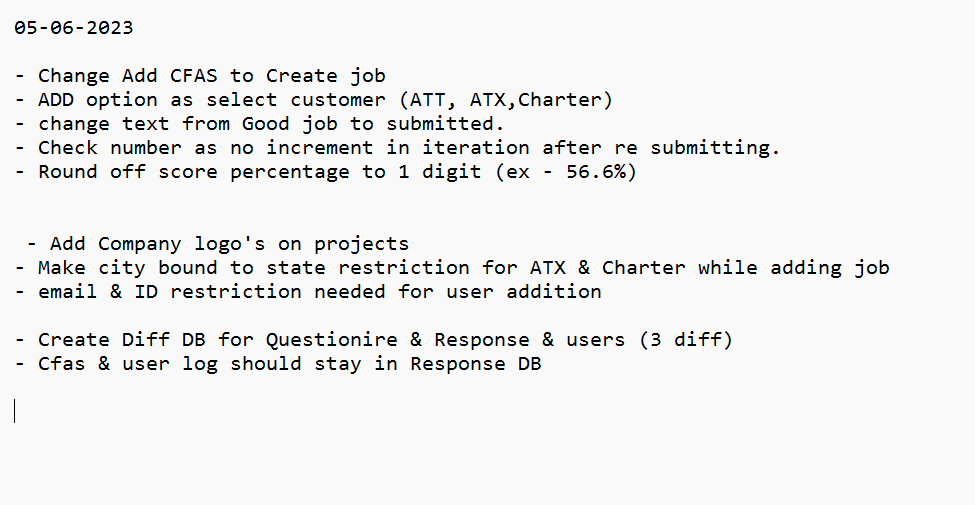 05-06-2023
- Change Add CFAS to Create job
- ADD option as select customer (ATT, ATX,Charter)
- change text from Good job to submitted.
- Check number as no increment in iteration after re submitting.
- Round off score percentage to 1 digit (ex - 56.6%)
- Add Company logo's on projects
- Make city bound to state restriction for ATX & Charter while adding job
- email & ID restriction needed for user addition
- Create Diff DB for Questionire & Response & users (3 diff)
- Cfas & user log should stay in Response DB